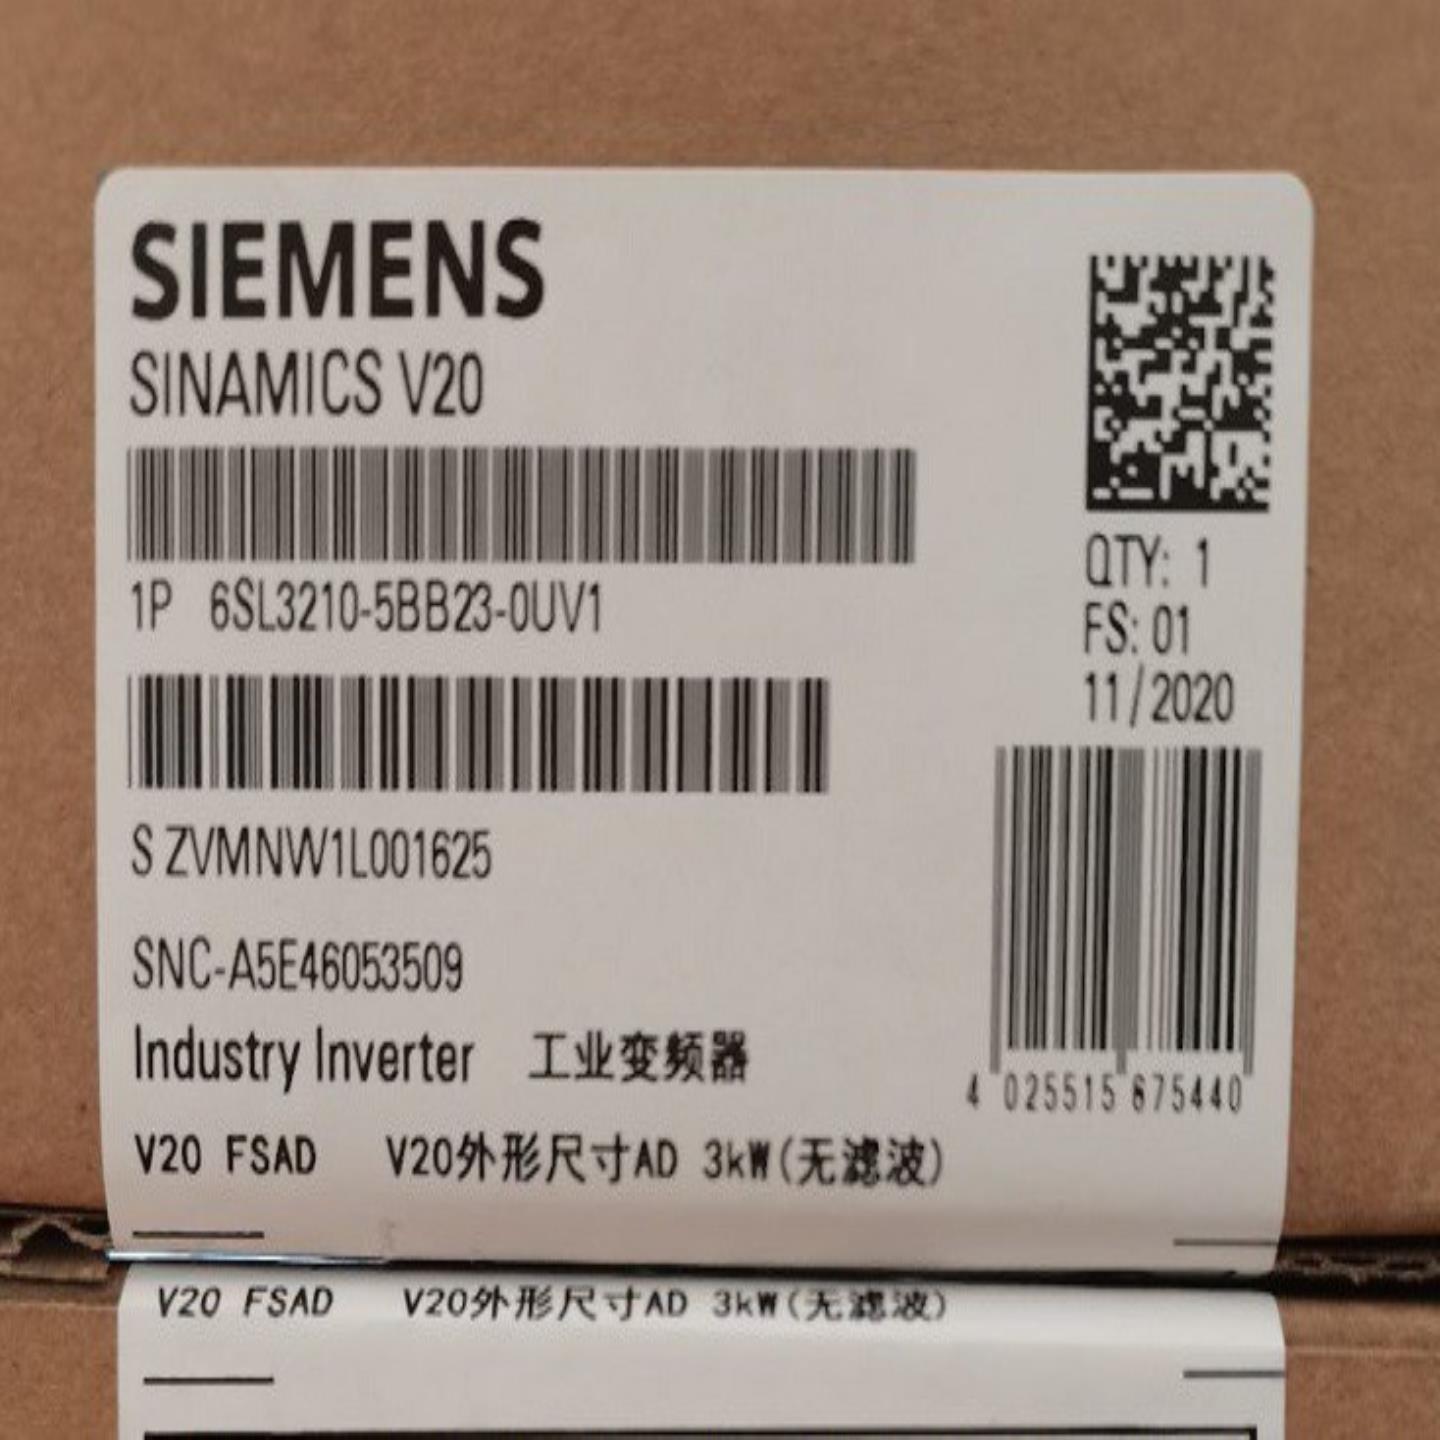 SIEMENS
SINAMICS V20
1P 6SL3210-5BB23-0UV1
S ZVMNW1L001625
SNC-A5E46053509
Industry Inverter 工业变频器
V20 FSAD V20外形尺寸AD 3kW(无滤波)
QTY: 1
FS: 01
11/2020
4 025515 675440
V20 FSAD V20外形尺寸AD 3kW(无滤波)